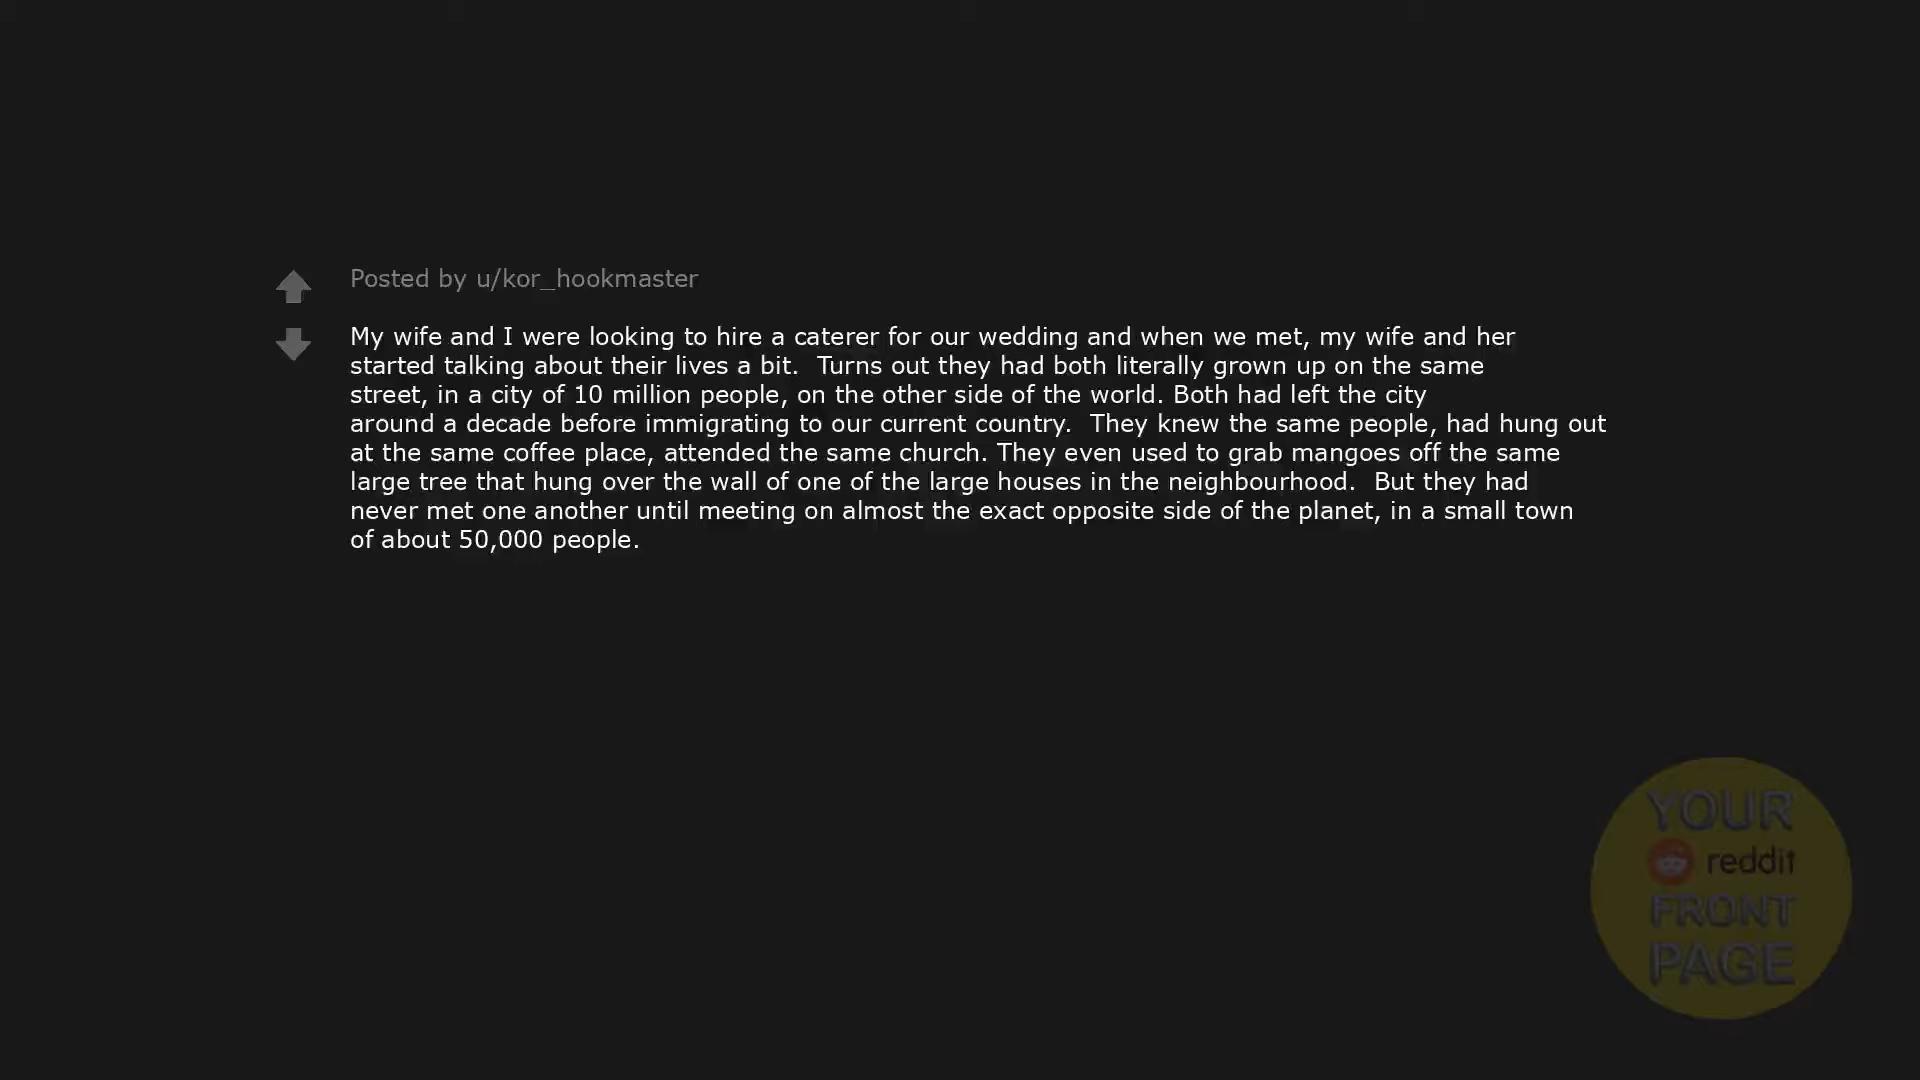 Posted by u/kor_hookmaster
My wife and I were looking to hire a caterer for our wedding and when we met, my wife and her
started talking about their lives a bit.  Turns out they had both literally grown up on the same
street, in a city of 10 million people, on the other side of the world. Both had left the city
around a decade before immigrating to our current country.  They knew the same people, had hung out
at the same coffee place, attended the same church. They even used to grab mangoes off the same
large tree that hung over the wall of one of the large houses in the neighbourhood.  But they had
never met one another until meeting on almost the exact opposite side of the planet, in a small town
of about 50,000 people.
YOUR
reddit
FRONT
PAGE